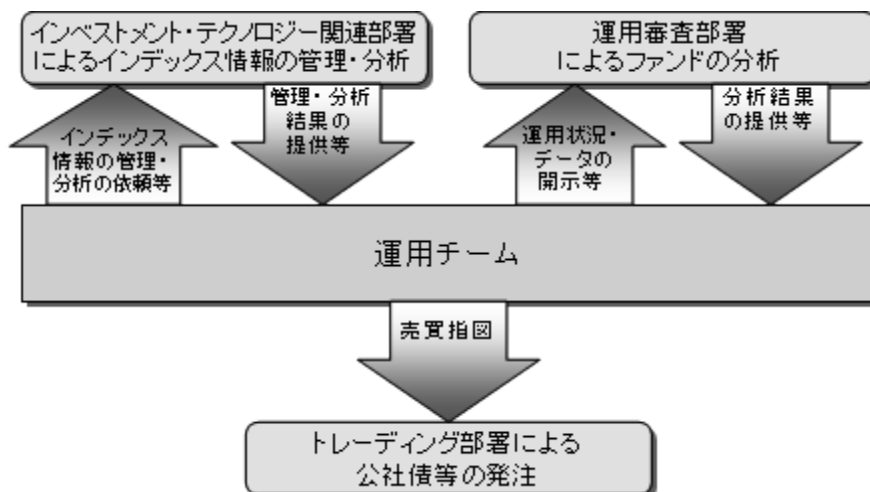 インベストメント・テクノロジー関連部署
によるインデックス情報の管理・分析
運用審査部署
によるファンドの分析
インデックス
情報の管理・
分析の依頼等
管理・分析
結果の
提供等
運用状況・
データの
開示等
分析結果
の提供等
運用チーム
売買指図
トレーディング部署による
公社債等の発注